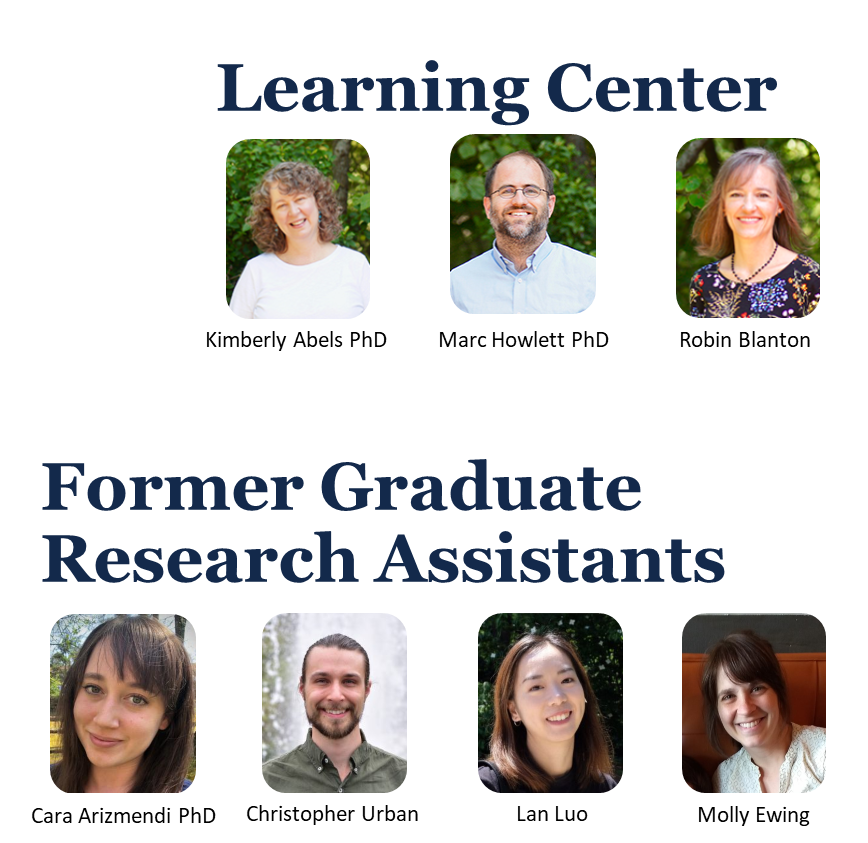 Learning Center
Kimberly Abels PhD
Marc Howlett PhD
Robin Blanton
Former Graduate
Research Assistants
Cara Arizmendi PhD
Christopher Urban
Lan Luo
Molly Ewing